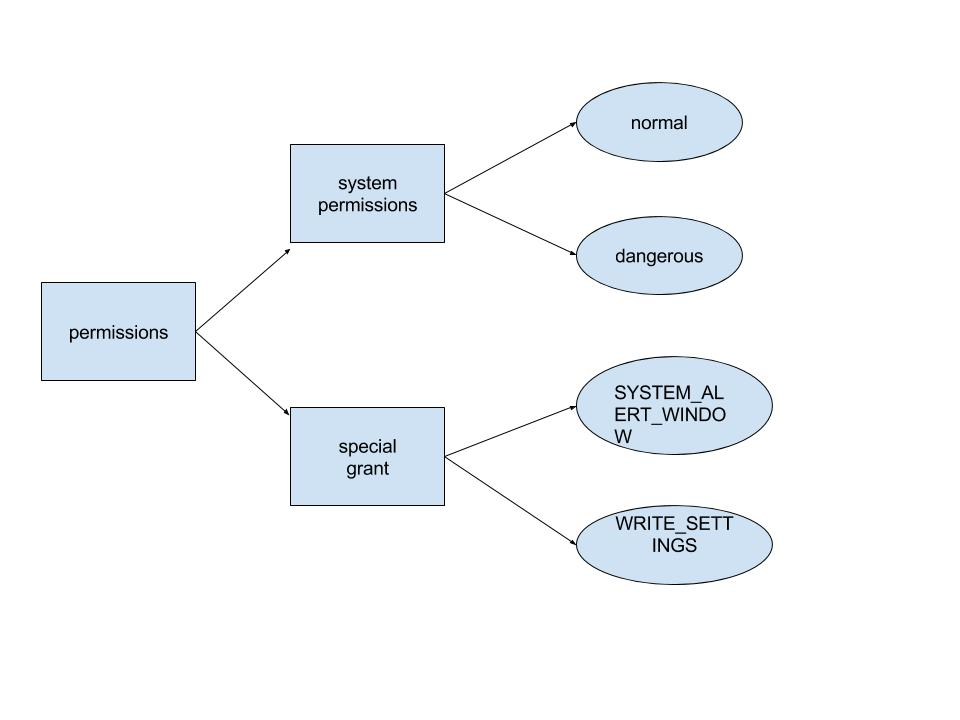 normal
system
permissions
dangerous
permissions
SYSTEM_AL
ERT_WINDO
W
special
grant
WRITE_SETT
INGS